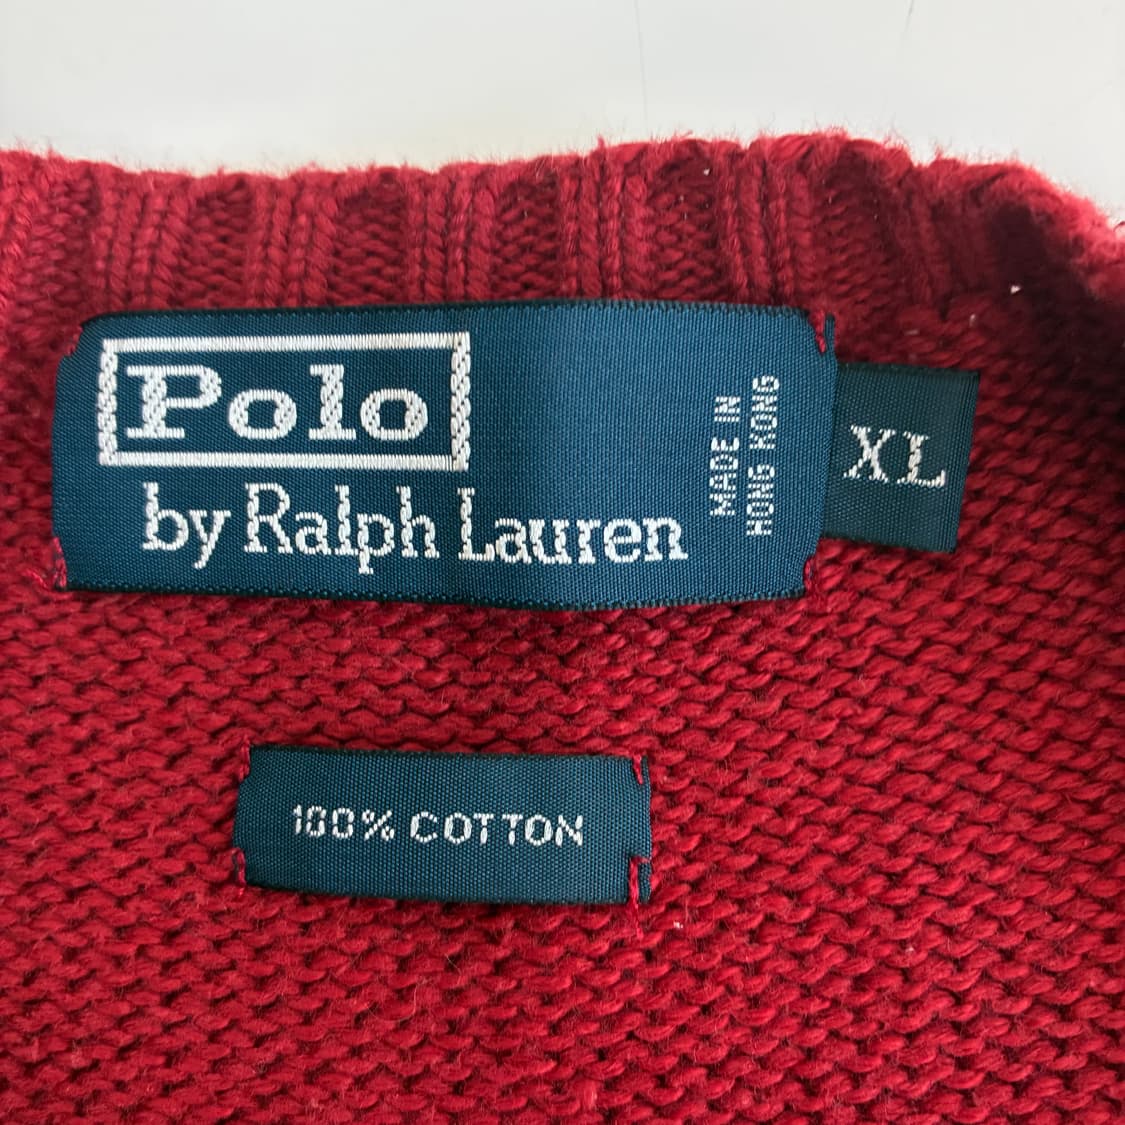 Polo
by Ralph Lauren
MADE IN
HONG KONG
XL
100% COTTON